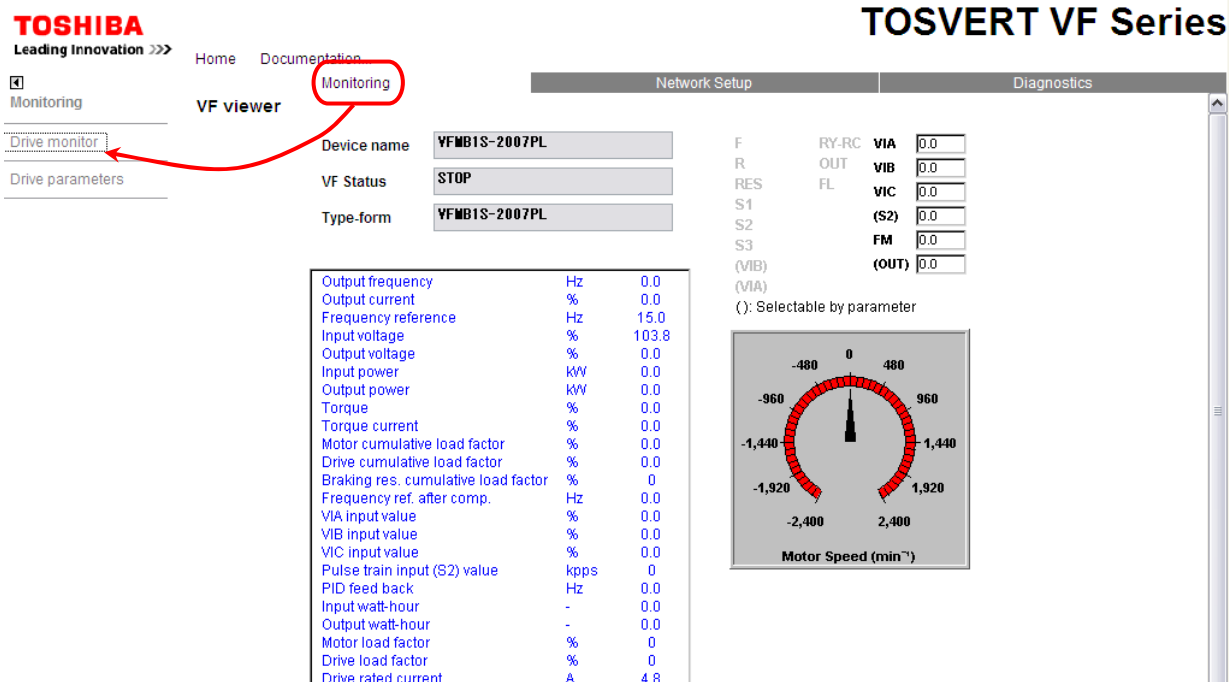 TOSHIBA
Leading Innovation >>>
TOSVERT VF Series
Home Documentation...
Monitoring Network Setup Diagnostics
Monitoring
Drive monitor
Drive parameters
VF viewer
Device name VFMB1S-2007PL
VF Status STOP
Type-form VFMB1S-2007PL
F RY-RC VIA 0.0
R OUT VIB 0.0
RES FL VIC 0.0
S1
S2 (S2) 0.0
S3 FM 0.0
(VIB) (OUT) 0.0
(VIA)
( ): Selectable by parameter
Output frequency Hz 0.0
Output current % 0.0
Frequency reference Hz 15.0
Input voltage % 103.8
Output voltage % 0.0
Input power kW 0.0
Output power kW 0.0
Torque % 0.0
Torque current % 0.0
Motor cumulative load factor % 0.0
Drive cumulative load factor % 0.0
Braking res. cumulative load factor % 0
Frequency ref. after comp. Hz 0.0
VIA input value % 0.0
VIB input value % 0.0
VIC input value % 0.0
Pulse train input (S2) value kpps 0
PID feed back Hz 0.0
Input watt-hour - 0.0
Output watt-hour - 0.0
Motor load factor % 0
Drive load factor % 0
Drive rated current A 4.8
0
-480 480
-960 960
-1,440 1,440
-1,920 1,920
-2,400 2,400
Motor Speed (min⁻¹)